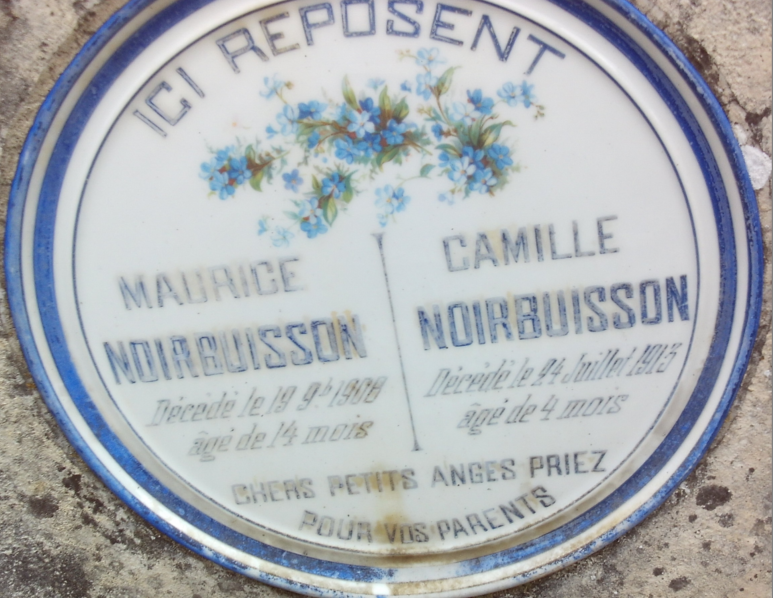 ICI REPOSENT
MAURICE
NOIRBUISSON
Décédé le 19 9b 1908
âgé de 14 mois
CAMILLE
NOIRBUISSON
Décédé le 24 Juillet 1915
âgé de 4 mois
CHERS PETITS ANGES PRIEZ
POUR VOS PARENTS